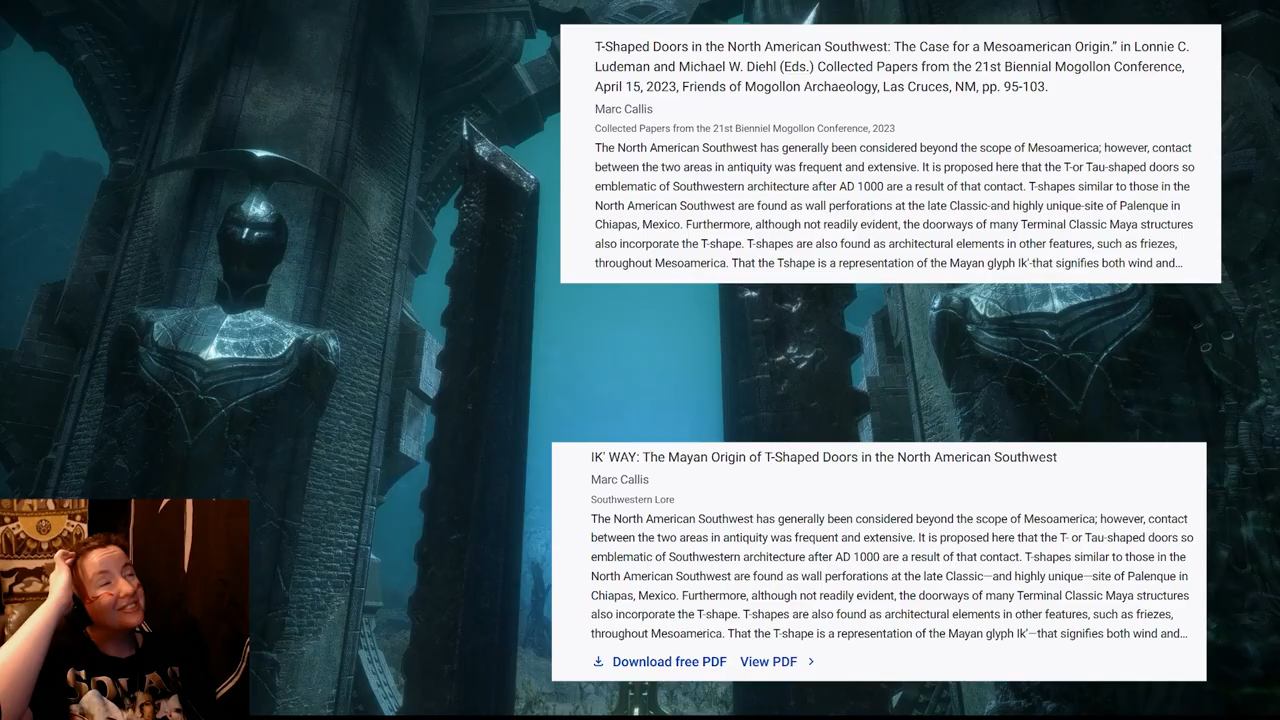 T-Shaped Doors in the North American Southwest: The Case for a Mesoamerican Origin.” in Lonnie C.
Ludeman and Michael W. Diehl (Eds.) Collected Papers from the 21st Biennial Mogollon Conference,
April 15, 2023, Friends of Mogollon Archaeology, Las Cruces, NM, pp. 95-103.
Marc Callis
Collected Papers from the 21st Bienniel Mogollon Conference, 2023
The North American Southwest has generally been considered beyond the scope of Mesoamerica; however, contact
between the two areas in antiquity was frequent and extensive. It is proposed here that the T-or Tau-shaped doors so
emblematic of Southwestern architecture after AD 1000 are a result of that contact. T-shapes similar to those in the
North American Southwest are found as wall perforations at the late Classic-and highly unique-site of Palenque in
Chiapas, Mexico. Furthermore, although not readily evident, the doorways of many Terminal Classic Maya structures
also incorporate the T-shape. T-shapes are also found as architectural elements in other features, such as friezes,
throughout Mesoamerica. That the Tshape is a representation of the Mayan glyph Ik'-that signifies both wind and...
IK' WAY: The Mayan Origin of T-Shaped Doors in the North American Southwest
Marc Callis
Southwestern Lore
The North American Southwest has generally been considered beyond the scope of Mesoamerica; however, contact
between the two areas in antiquity was frequent and extensive. It is proposed here that the T- or Tau-shaped doors so
emblematic of Southwestern architecture after AD 1000 are a result of that contact. T-shapes similar to those in the
North American Southwest are found as wall perforations at the late Classic—and highly unique—site of Palenque in
Chiapas, Mexico. Furthermore, although not readily evident, the doorways of many Terminal Classic Maya structures
also incorporate the T-shape. T-shapes are also found as architectural elements in other features, such as friezes,
throughout Mesoamerica. That the T-shape is a representation of the Mayan glyph Ik'—that signifies both wind and...
Download free PDF View PDF